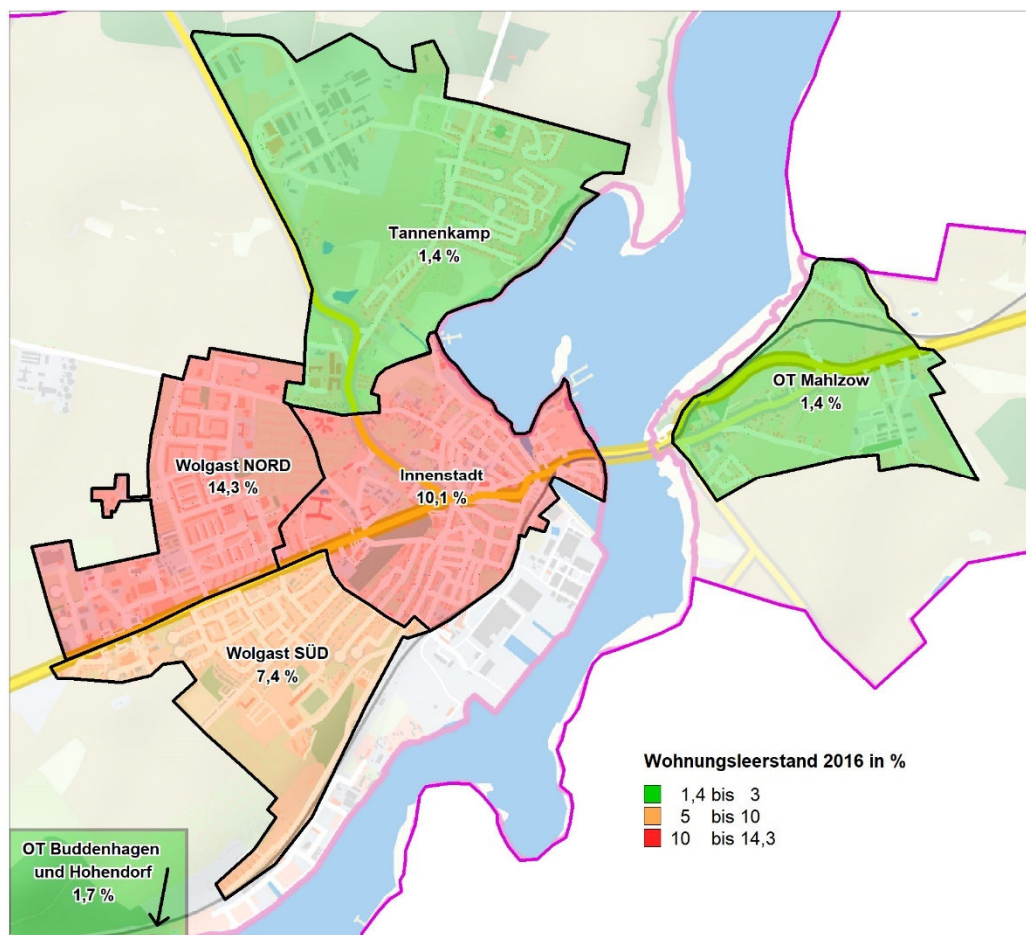 Tannenkamp
1,4 %
OT Mahlzow
1,4 %
Wolgast NORD
14,3 %
Innenstadt
10,1 %
Wolgast SÜD
7,4 %
Wohnungsleerstand 2016 in %
1,4 bis 3
5 bis 10
10 bis 14,3
OT Buddenhagen
und Hohendorf
1,7 %